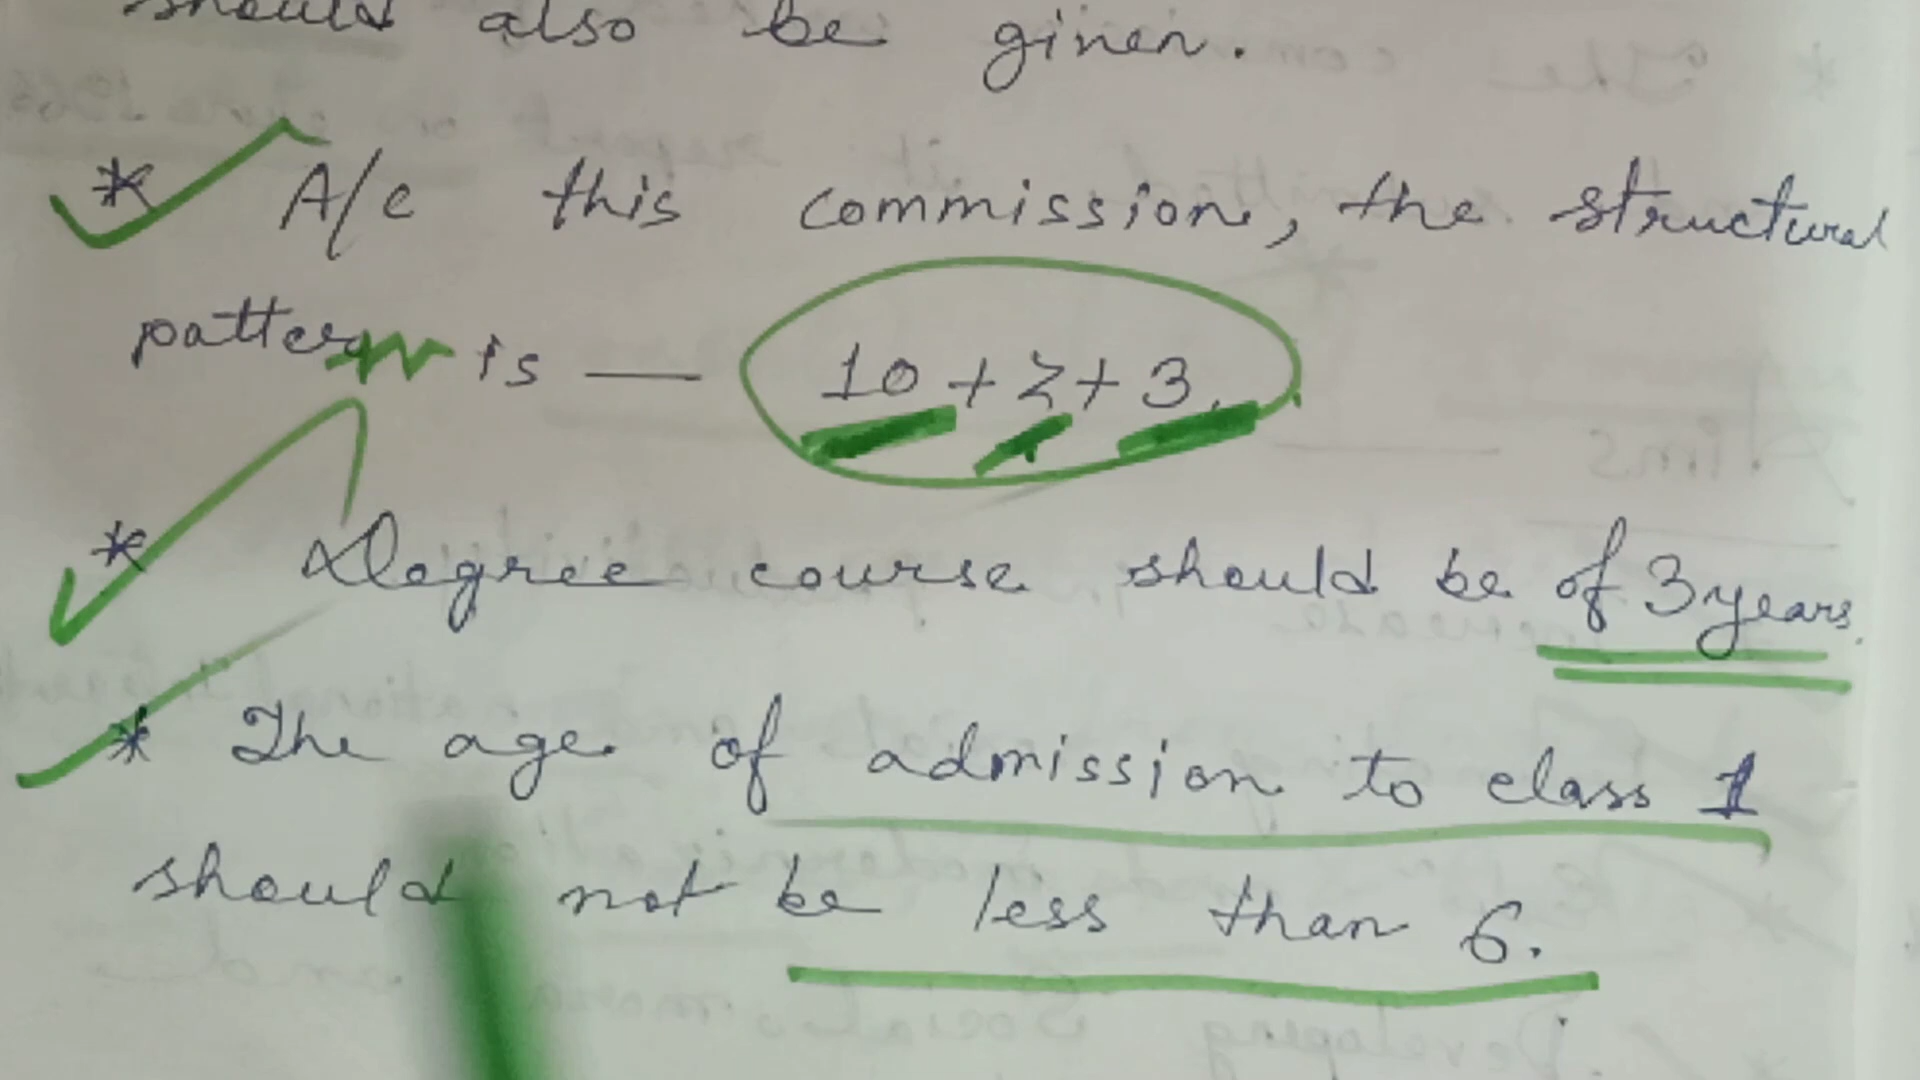 should also be given.
* A/c this commission, the structural
pattern is — 10 + 2 + 3.
* Degree course should be of 3 years.
* The age of admission to class 1
should not be less than 6.